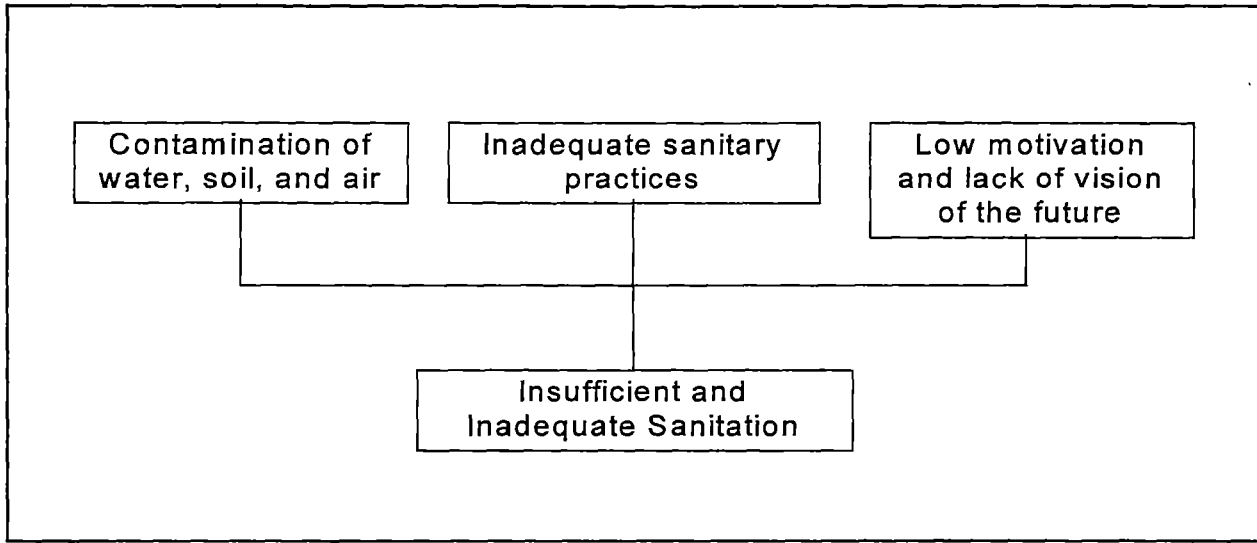 Contamination of
water, soil, and air
Inadequate sanitary
practices
Low motivation
and lack of vision
of the future
Insufficient and
Inadequate Sanitation